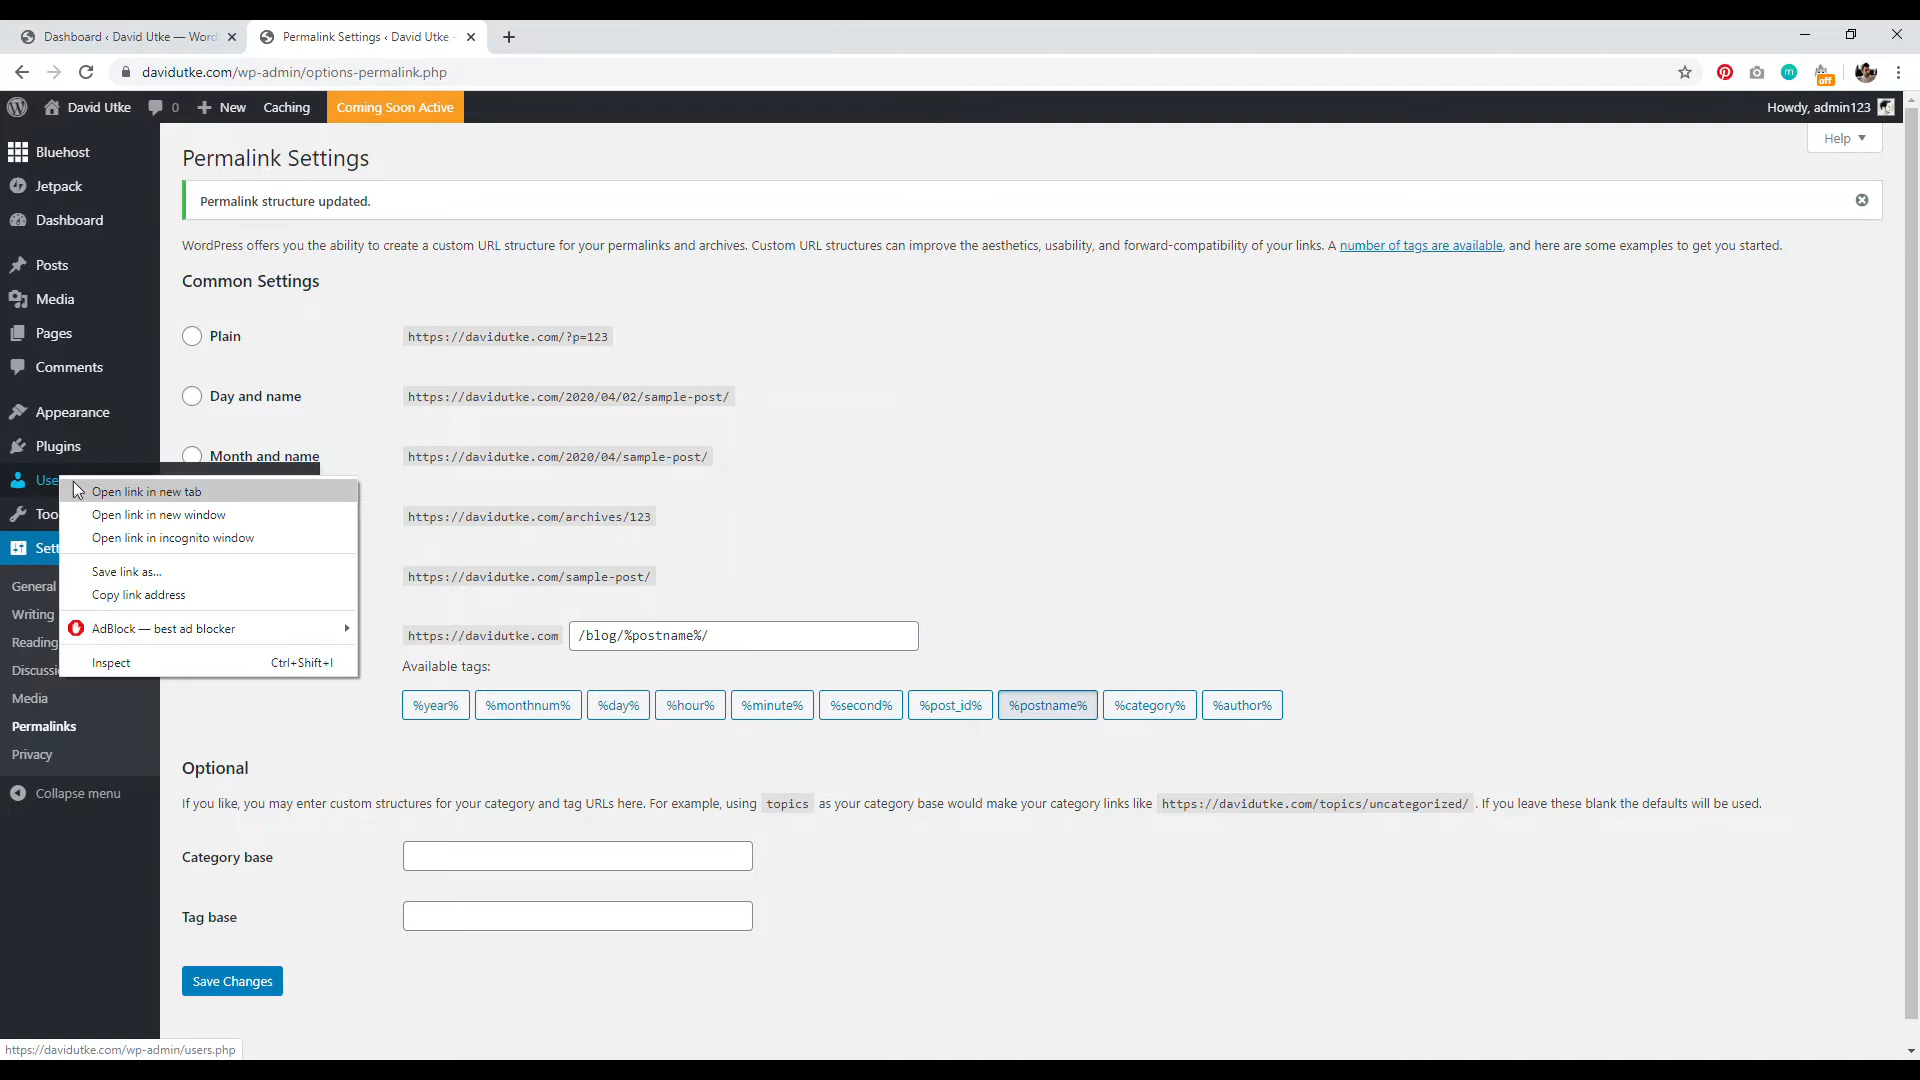 Dashboard ‹ David Utke — Word
Permalink Settings ‹ David Utke —
davidutke.com/wp-admin/options-permalink.php
off
David Utke
0
New
Caching
Coming Soon Active
Howdy, admin123
Help
Bluehost
Jetpack
Dashboard
Posts
Media
Pages
Comments
Appearance
Plugins
Use
Too
Sett
General
Writing
Reading
Discussi
Media
Permalinks
Privacy
Collapse menu
Open link in new tab
Open link in new window
Open link in incognito window
Save link as...
Copy link address
AdBlock — best ad blocker
Inspect Ctrl+Shift+I
Permalink Settings
Permalink structure updated.
WordPress offers you the ability to create a custom URL structure for your permalinks and archives. Custom URL structures can improve the aesthetics, usability, and forward-compatibility of your links. A number of tags are available, and here are some examples to get you started.
Common Settings
Plain https://davidutke.com/?p=123
Day and name https://davidutke.com/2020/04/02/sample-post/
Month and name https://davidutke.com/2020/04/sample-post/
https://davidutke.com/archives/123
https://davidutke.com/sample-post/
https://davidutke.com /blog/%postname%/
Available tags:
%year% %monthnum% %day% %hour% %minute% %second% %post_id% %postname% %category% %author%
Optional
If you like, you may enter custom structures for your category and tag URLs here. For example, using topics as your category base would make your category links like https://davidutke.com/topics/uncategorized/ . If you leave these blank the defaults will be used.
Category base
Tag base
Save Changes
https://davidutke.com/wp-admin/users.php